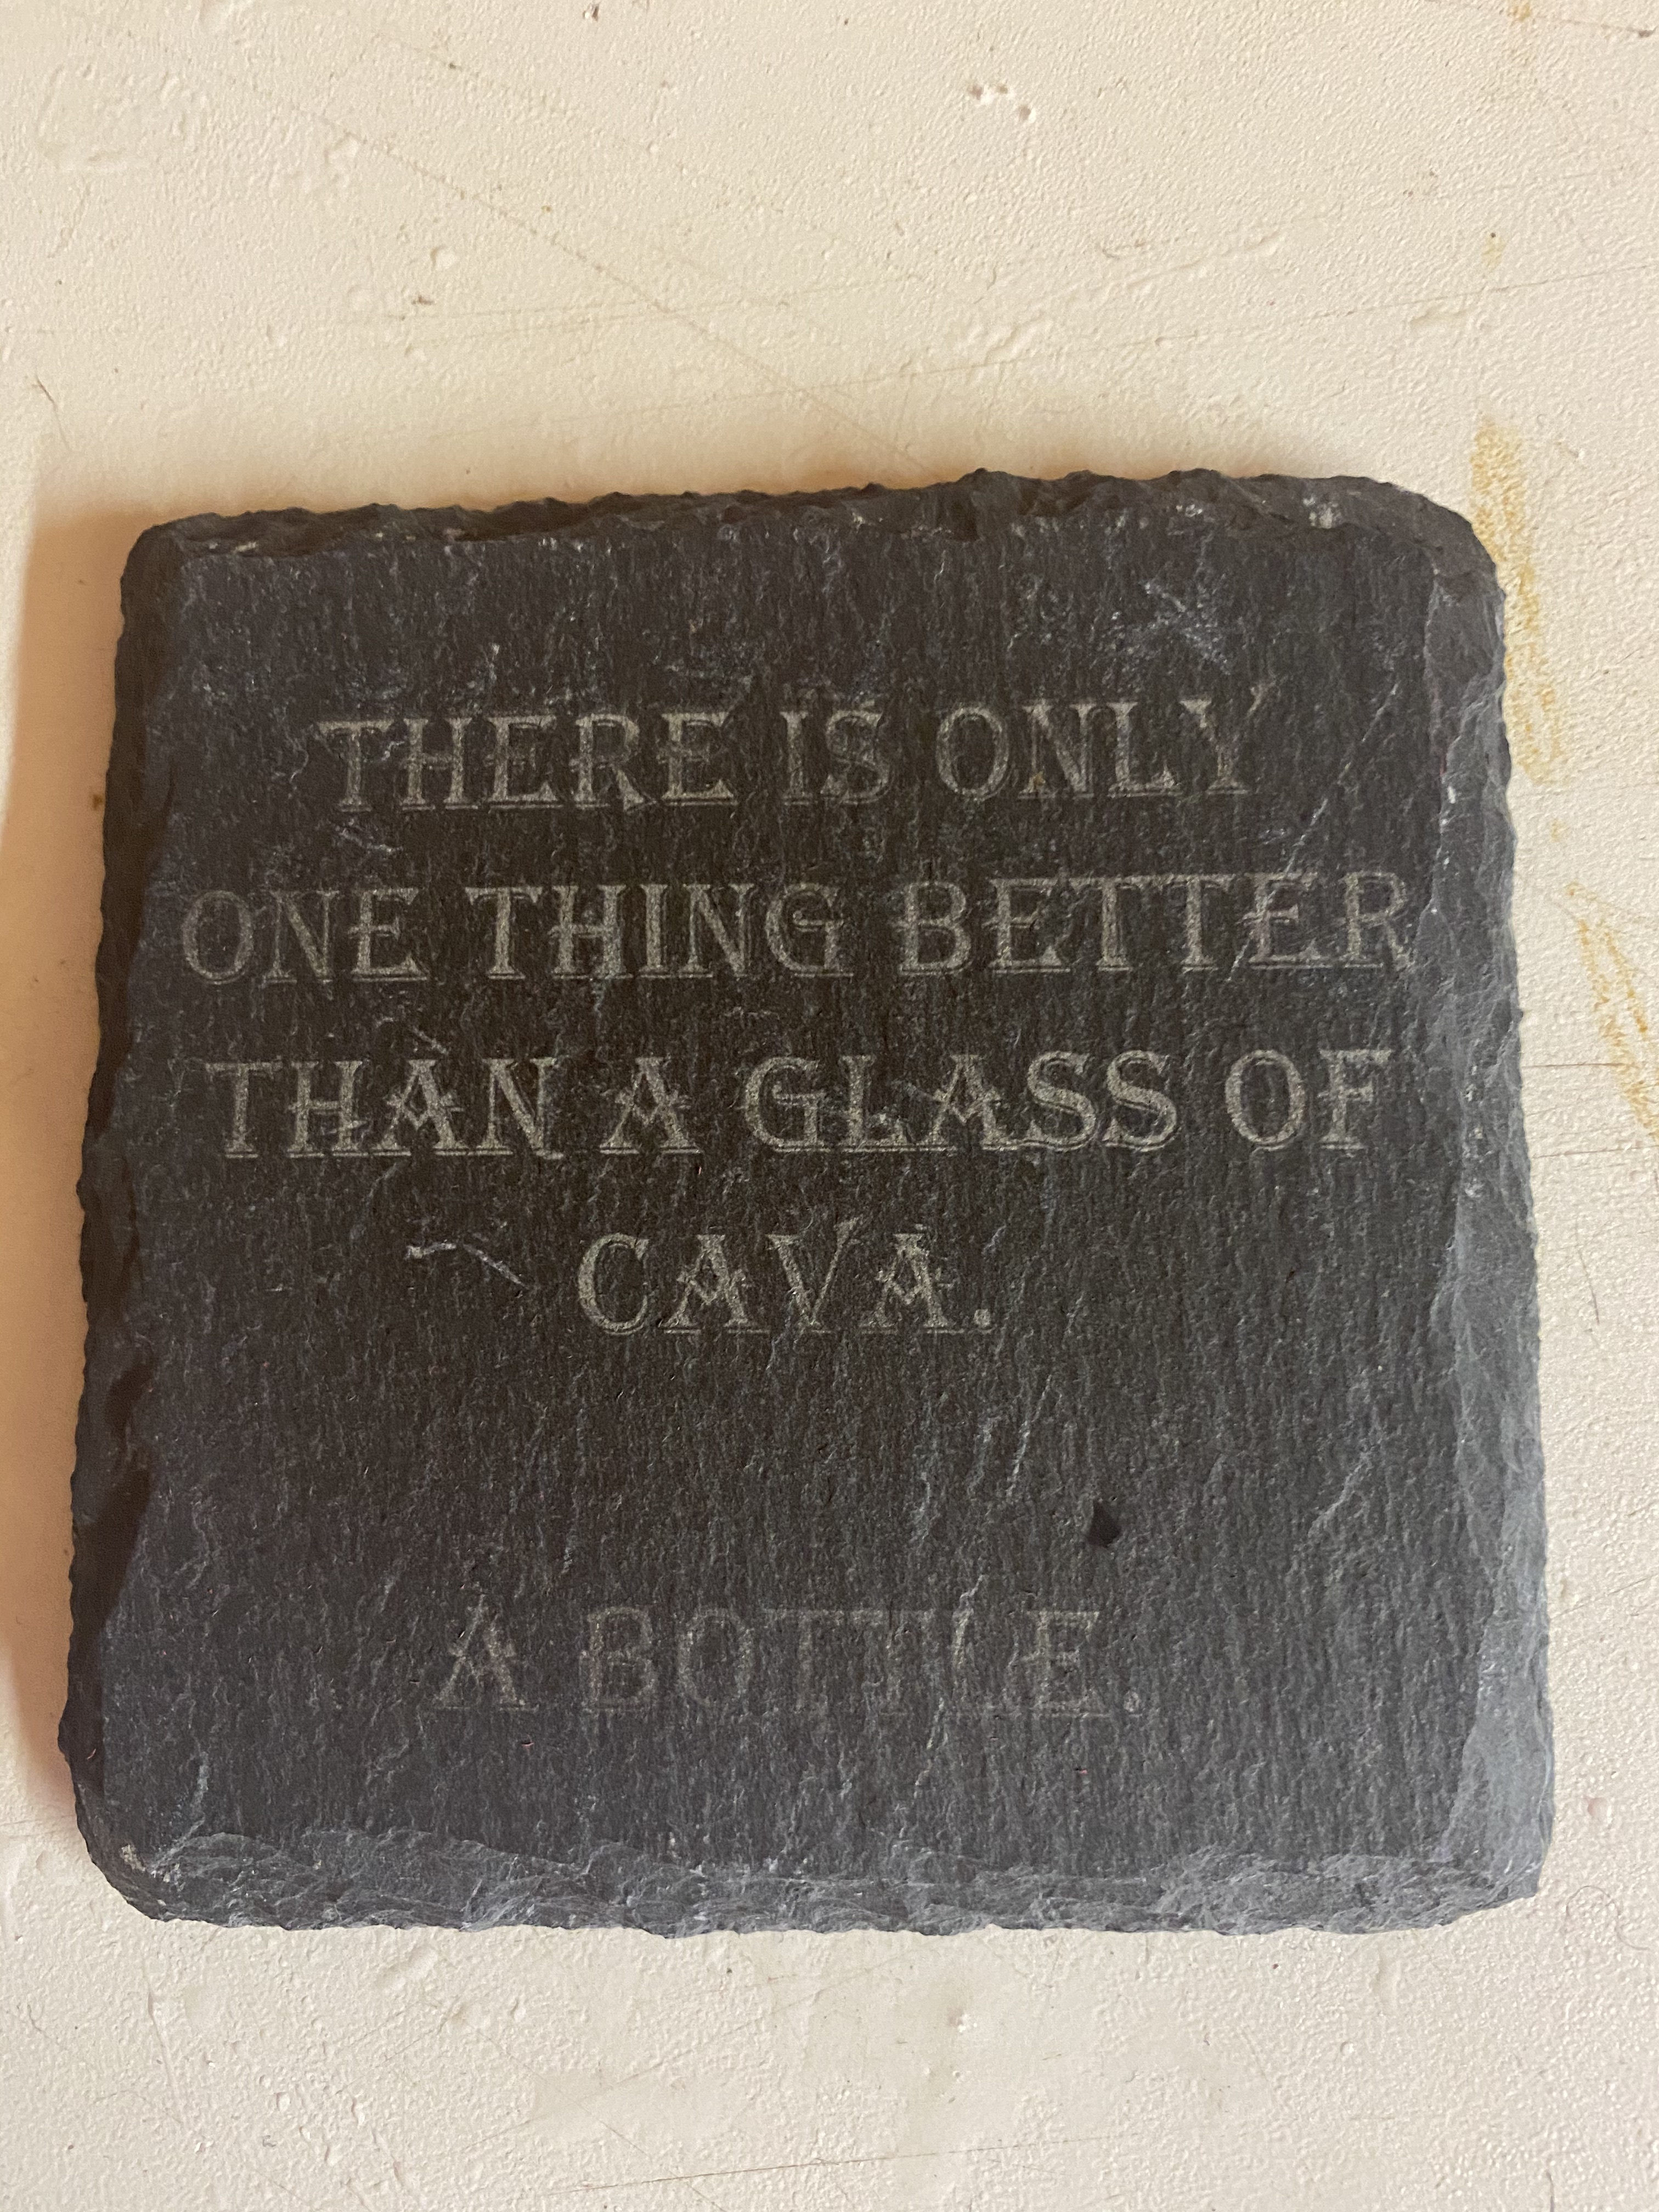 THERE IS ONLY
ONE THING BETTER
THAN A GLASS OF
CAVA.
A BOTTLE.